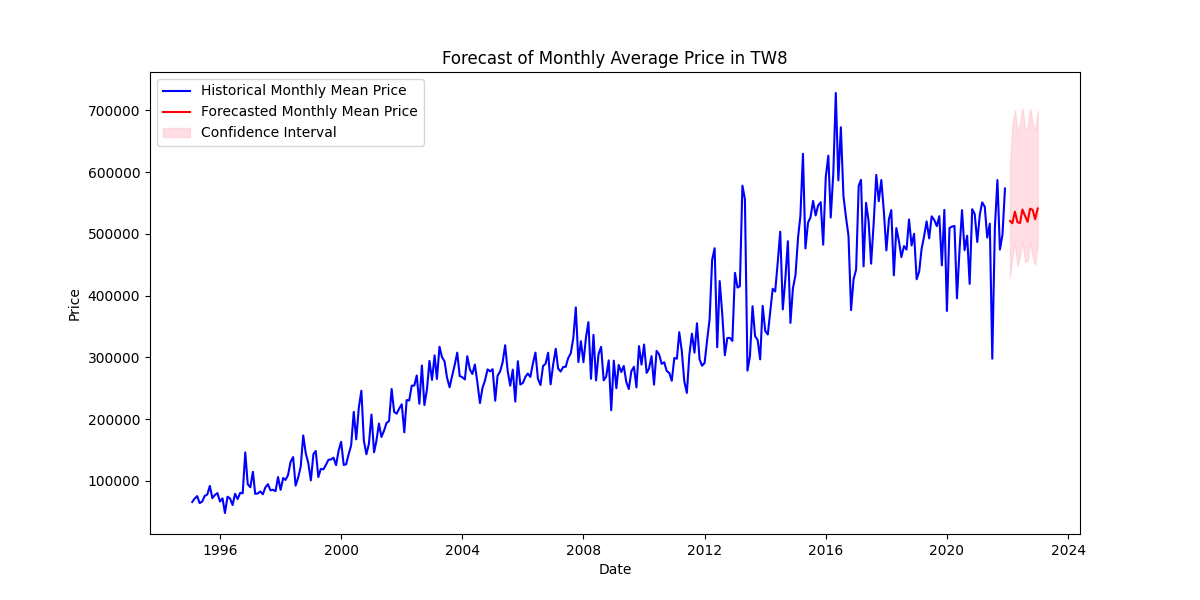 Forecast of Monthly Average Price in TW8
Historical Monthly Mean Price
Forecasted Monthly Mean Price
Confidence Interval
700000
600000
500000
400000
300000
200000
100000
Price
1996 2000 2004 2008 2012 2016 2020 2024
Date